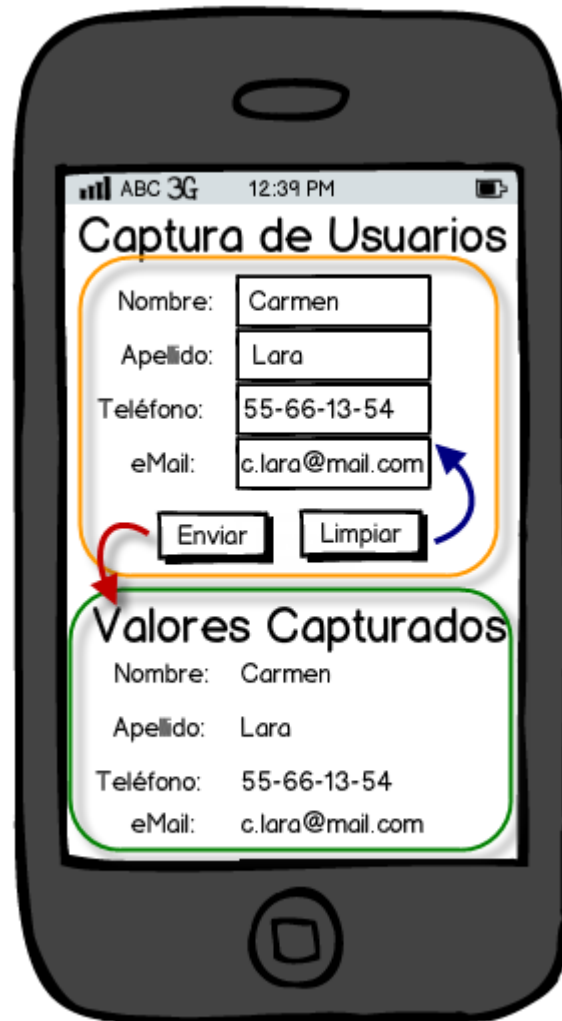 ABC 3G 12:39 PM
Captura de Usuarios
Nombre: Carmen
Apellido: Lara
Teléfono: 55-66-13-54
eMail: c.lara@mail.com
Enviar Limpiar
Valores Capturados
Nombre: Carmen
Apellido: Lara
Teléfono: 55-66-13-54
eMail: c.lara@mail.com